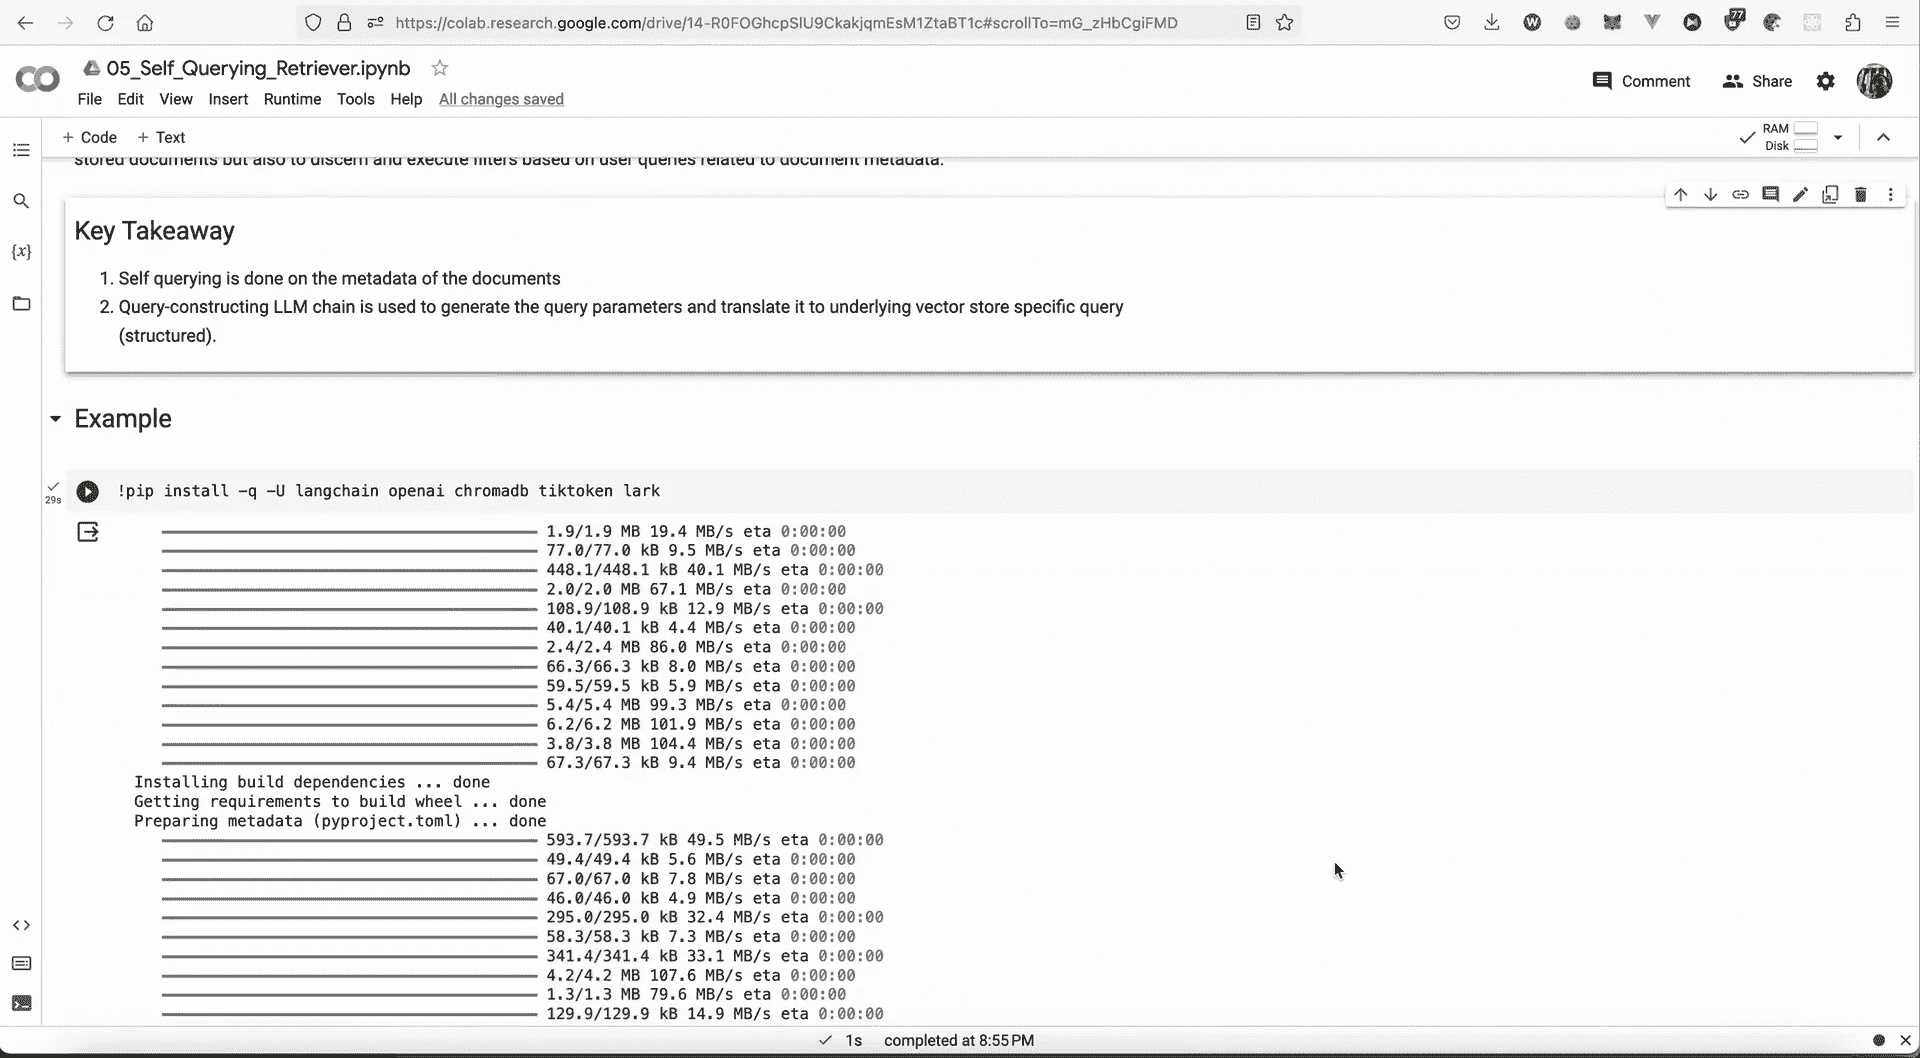 https://colab.research.google.com/drive/14-R0FOGhcpSlU9CkakjqmEsM1ZtaBT1c#scrollTo=mG_zHbCgiFMD
77
05_Self_Querying_Retriever.ipynb
Comment
Share
File Edit View Insert Runtime Tools Help All changes saved
+ Code + Text
RAM
Disk
stored documents but also to discern and execute filters based on user queries related to document metadata.
Key Takeaway
1. Self querying is done on the metadata of the documents
2. Query-constructing LLM chain is used to generate the query parameters and translate it to underlying vector store specific query
(structured).
Example
29s
!pip install -q -U langchain openai chromadb tiktoken lark
1.9/1.9 MB 19.4 MB/s eta 0:00:00
77.0/77.0 kB 9.5 MB/s eta 0:00:00
448.1/448.1 kB 40.1 MB/s eta 0:00:00
2.0/2.0 MB 67.1 MB/s eta 0:00:00
108.9/108.9 kB 12.9 MB/s eta 0:00:00
40.1/40.1 kB 4.4 MB/s eta 0:00:00
2.4/2.4 MB 86.0 MB/s eta 0:00:00
66.3/66.3 kB 8.0 MB/s eta 0:00:00
59.5/59.5 kB 5.9 MB/s eta 0:00:00
5.4/5.4 MB 99.3 MB/s eta 0:00:00
6.2/6.2 MB 101.9 MB/s eta 0:00:00
3.8/3.8 MB 104.4 MB/s eta 0:00:00
67.3/67.3 kB 9.4 MB/s eta 0:00:00
Installing build dependencies ... done
Getting requirements to build wheel ... done
Preparing metadata (pyproject.toml) ... done
593.7/593.7 kB 49.5 MB/s eta 0:00:00
49.4/49.4 kB 5.6 MB/s eta 0:00:00
67.0/67.0 kB 7.8 MB/s eta 0:00:00
46.0/46.0 kB 4.9 MB/s eta 0:00:00
295.0/295.0 kB 32.4 MB/s eta 0:00:00
58.3/58.3 kB 7.3 MB/s eta 0:00:00
341.4/341.4 kB 33.1 MB/s eta 0:00:00
4.2/4.2 MB 107.6 MB/s eta 0:00:00
1.3/1.3 MB 79.6 MB/s eta 0:00:00
129.9/129.9 kB 14.9 MB/s eta 0:00:00
1s completed at 8:55 PM